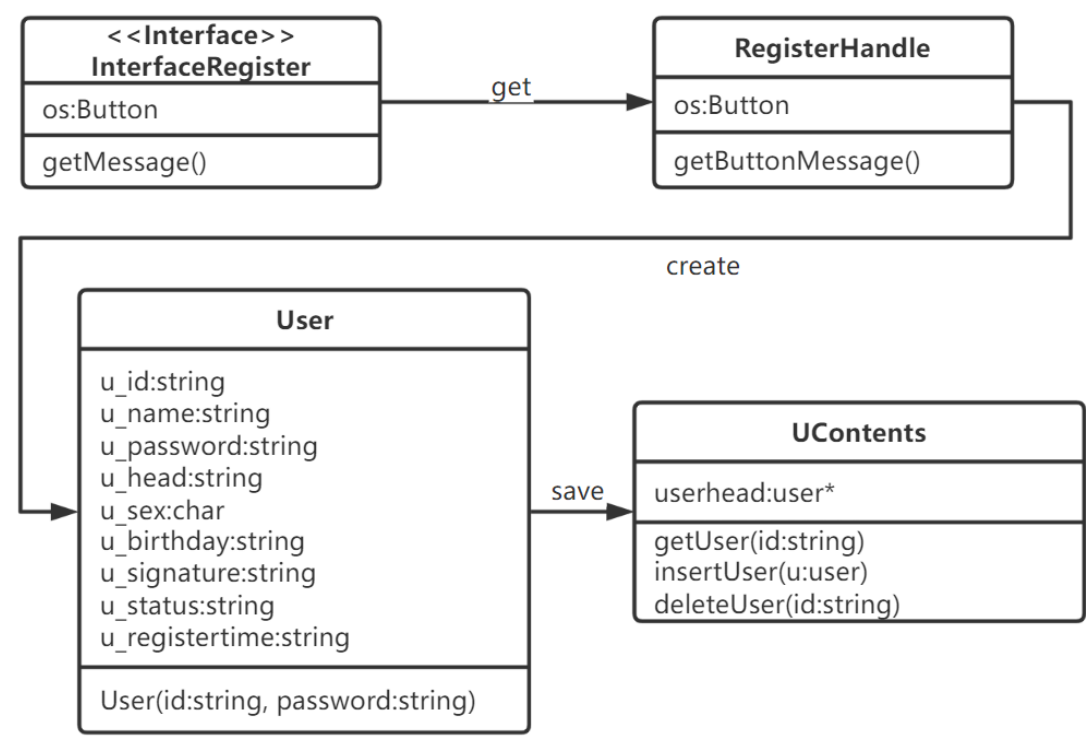 <<Interface>>
InterfaceRegister
os:Button
getMessage()
get
RegisterHandle
os:Button
getButtonMessage()
create
User
u_id:string
u_name:string
u_password:string
u_head:string
u_sex:char
u_birthday:string
u_signature:string
u_status:string
u_registertime:string
User(id:string, password:string)
save
UContents
userhead:user*
getUser(id:string)
insertUser(u:user)
deleteUser(id:string)